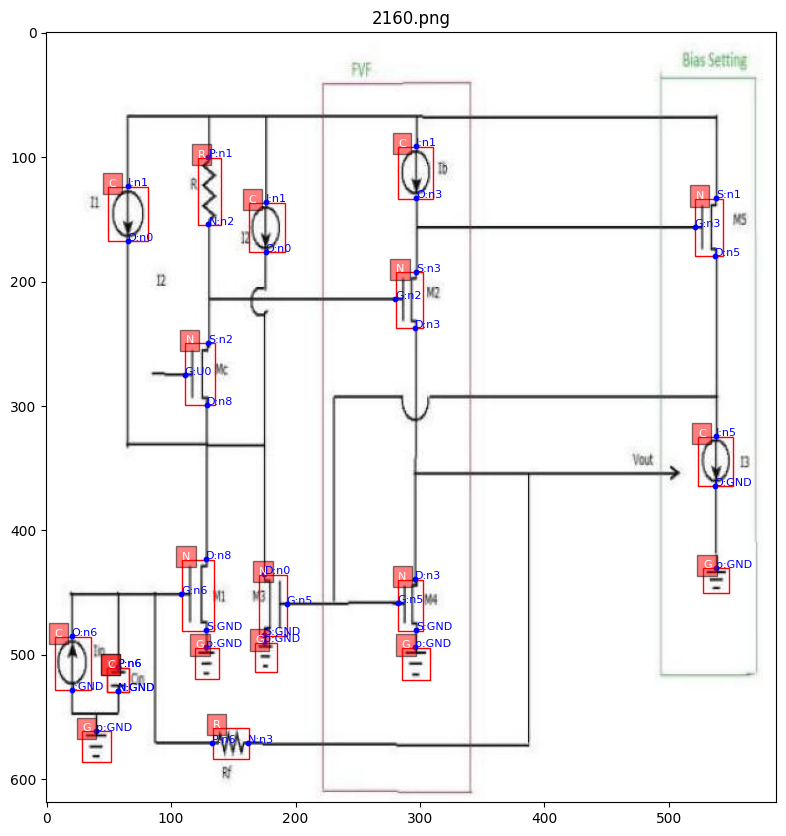 2160.png
0
FVF
Bias Setting
100
C
I:n1
R
P:n1
C
I:n1
Ib
I1
R
C
I:n1
O:n3
N
S:n1
M5
N:n2
G:n3
O:n0
I2
O:n0
D:n5
200
I2
N
S:n3
M2
G:n2
D:n3
N
S:n2
Mc
G:U0
300
D:n8
C
I:n5
Vout
I3
O:GND
400
N
D:n8
N
D:n0
N
D:n3
G
p:GND
G:n6
M1
M3
G:n5
G:n5
M4
S:GND
S:GND
S:GND
C
O:n6
G
p:GND
G
p:GND
G
p:GND
500
Iin
C
P:n6
Cin
I:GND
N:GND
G
p:GND
R
P:n6
N:n3
Rf
600
0
100
200
300
400
500